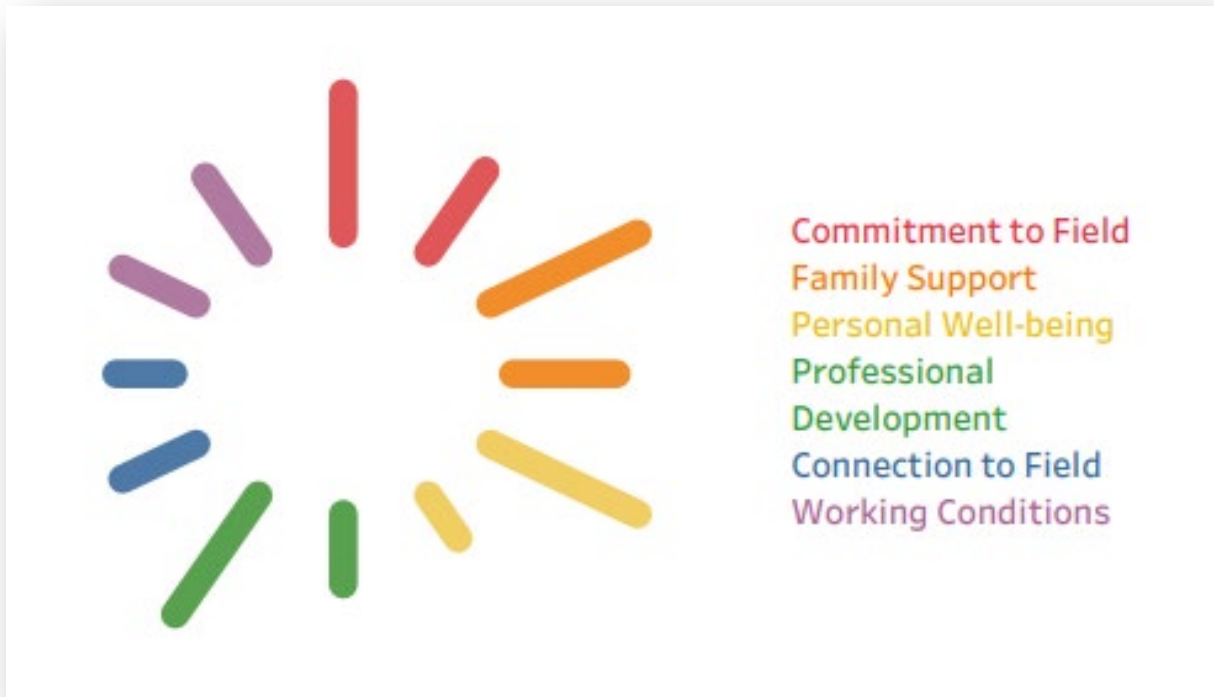 Commitment to Field
Family Support
Personal Well-being
Professional
Development
Connection to Field
Working Conditions